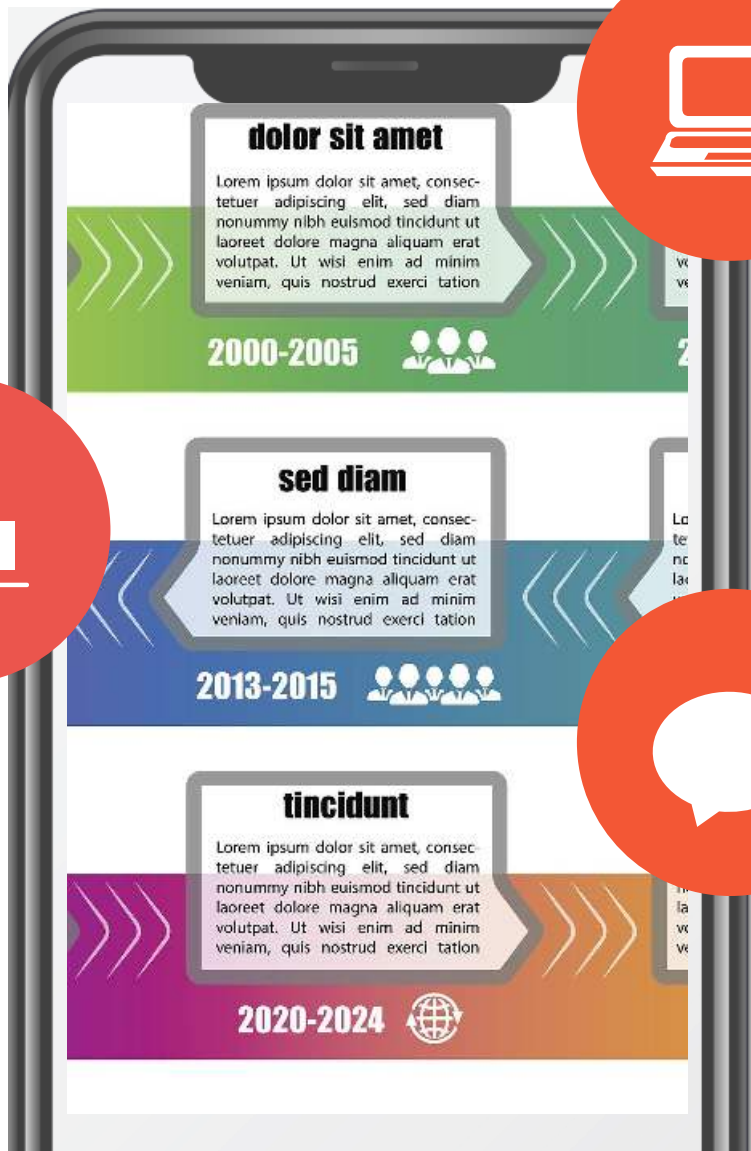 dolor sit amet
Lorem ipsum dolor sit amet, consec-
tetuer adipiscing elit, sed diam
nonummy nibh euismod tincidunt ut
laoreet dolore magna aliquam erat
volutpat. Ut wisi enim ad minim
veniam, quis nostrud exerci tation
2000-2005
sed diam
Lorem ipsum dolor sit amet, consec-
tetuer adipiscing elit, sed diam
nonummy nibh euismod tincidunt ut
laoreet dolore magna aliquam erat
volutpat. Ut wisi enim ad minim
veniam, quis nostrud exerci tation
2013-2015
tincidunt
Lorem ipsum dolor sit amet, consec-
tetuer adipiscing elit, sed diam
nonummy nibh euismod tincidunt ut
laoreet dolore magna aliquam erat
volutpat. Ut wisi enim ad minim
veniam, quis nostrud exerci tation
2020-2024